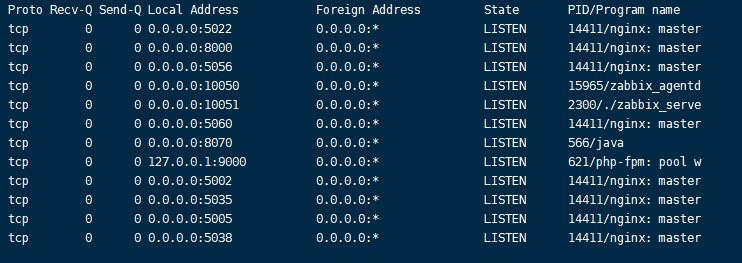 Proto Recv-Q Send-Q Local Address Foreign Address State PID/Program name
tcp 0 0 0.0.0.0:5022 0.0.0.0:* LISTEN 14411/nginx: master
tcp 0 0 0.0.0.0:8000 0.0.0.0:* LISTEN 14411/nginx: master
tcp 0 0 0.0.0.0:5056 0.0.0.0:* LISTEN 14411/nginx: master
tcp 0 0 0.0.0.0:10050 0.0.0.0:* LISTEN 15965/zabbix_agentd
tcp 0 0 0.0.0.0:10051 0.0.0.0:* LISTEN 2300/./zabbix_serve
tcp 0 0 0.0.0.0:5060 0.0.0.0:* LISTEN 14411/nginx: master
tcp 0 0 0.0.0.0:8070 0.0.0.0:* LISTEN 566/java
tcp 0 0 127.0.0.1:9000 0.0.0.0:* LISTEN 621/php-fpm: pool w
tcp 0 0 0.0.0.0:5002 0.0.0.0:* LISTEN 14411/nginx: master
tcp 0 0 0.0.0.0:5035 0.0.0.0:* LISTEN 14411/nginx: master
tcp 0 0 0.0.0.0:5005 0.0.0.0:* LISTEN 14411/nginx: master
tcp 0 0 0.0.0.0:5038 0.0.0.0:* LISTEN 14411/nginx: master